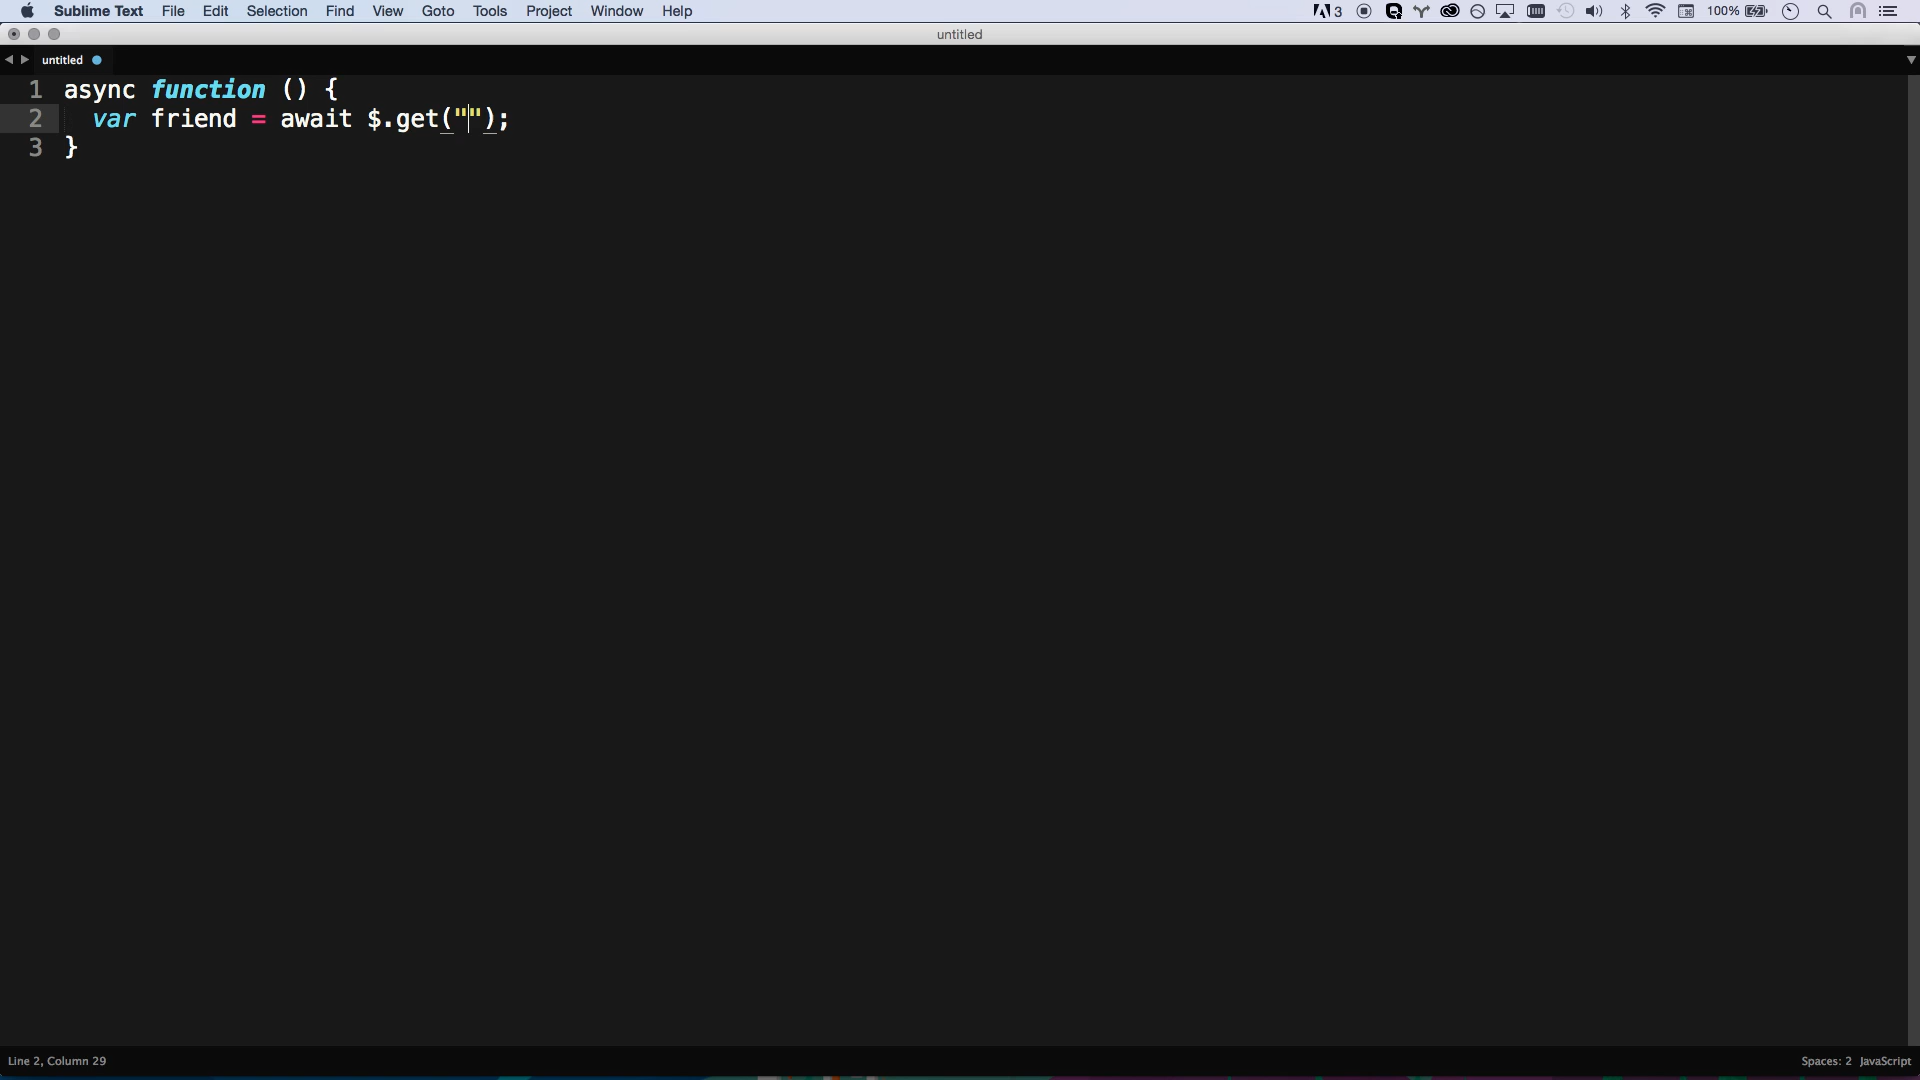 Sublime Text File Edit Selection Find View Goto Tools Project Window Help 3 100%
untitled
untitled
1 async function () {
2   var friend = await $.get("");
3 }
Line 2, Column 29 Spaces: 2 JavaScript